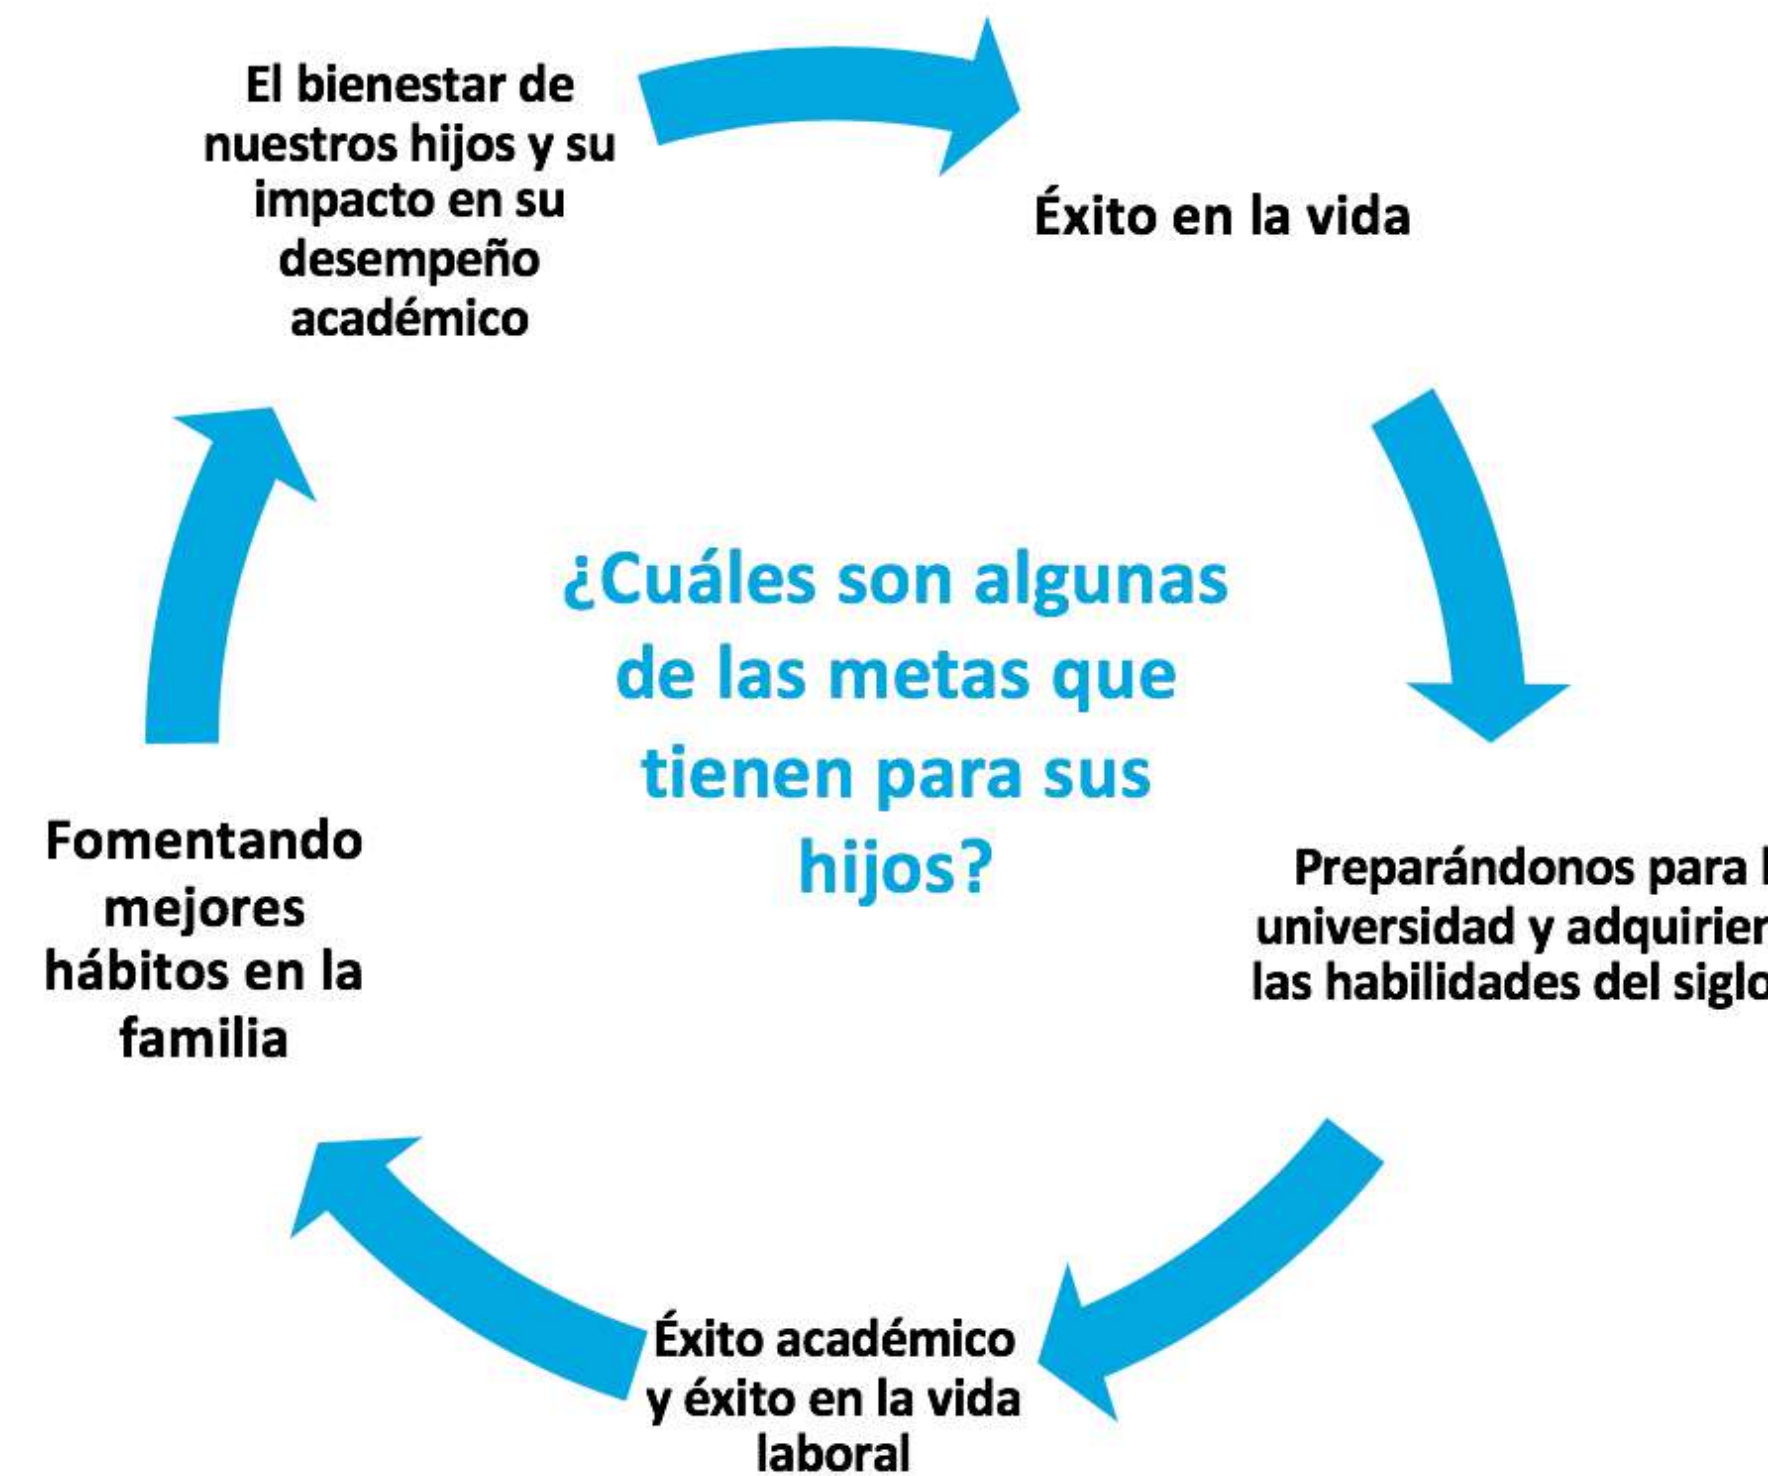 El bienestar de
nuestros hijos y su
impacto en su
desempeño
académico
Éxito en la vida
¿Cuáles son algunas
de las metas que
tienen para sus
hijos?
Fomentando
mejores
hábitos en la
familia
Preparándonos para
universidad y
las habilidades del siglo
Éxito académico
y éxito en la vida
laboral